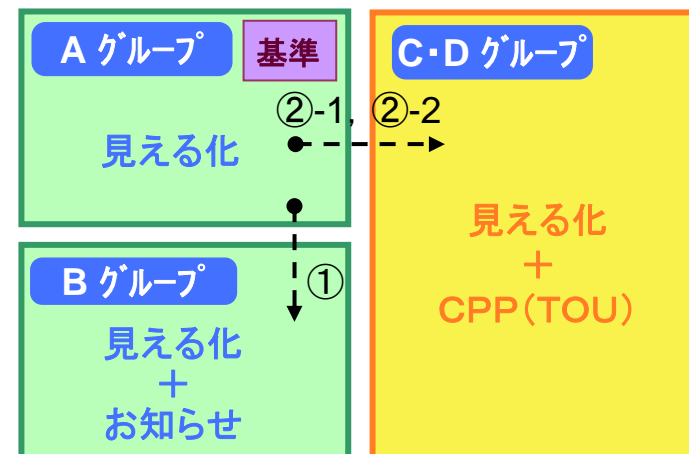 A グループ
基準
②-1, ②-2
見える化
①
B グループ
見える化
＋
お知らせ
C・D グループ
見える化
＋
CPP(TOU)